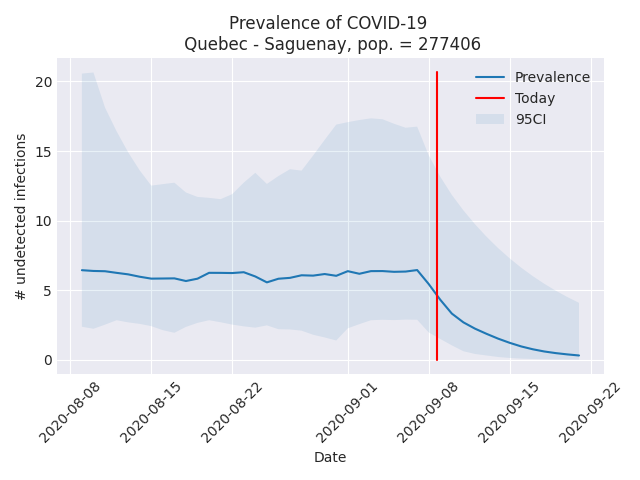 Prevalence of COVID-19
Quebec - Saguenay, pop. = 277406
# undetected infections
20
15
10
5
0
Prevalence
Today
95CI
2020-08-08
2020-08-15
2020-08-22
2020-09-01
2020-09-08
2020-09-15
2020-09-22
Date